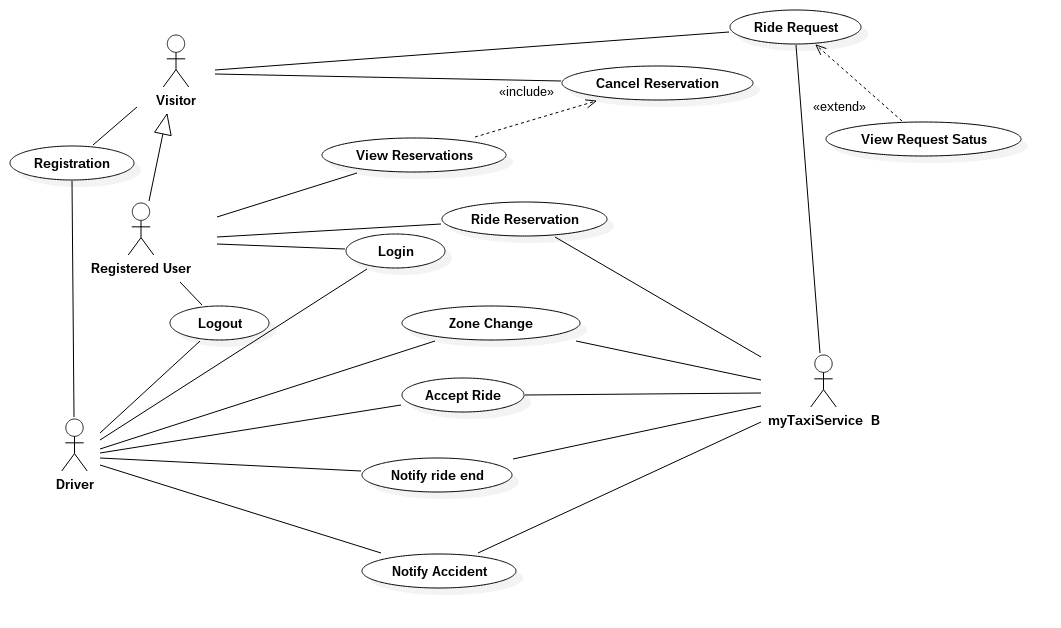 Ride Request
Cancel Reservation
«include»
Visitor
«extend»
View Request Satus
View Reservations
Registration
Ride Reservation
Login
Registered User
Logout
Zone Change
Accept Ride
myTaxiService  B
Notify ride end
Driver
Notify Accident